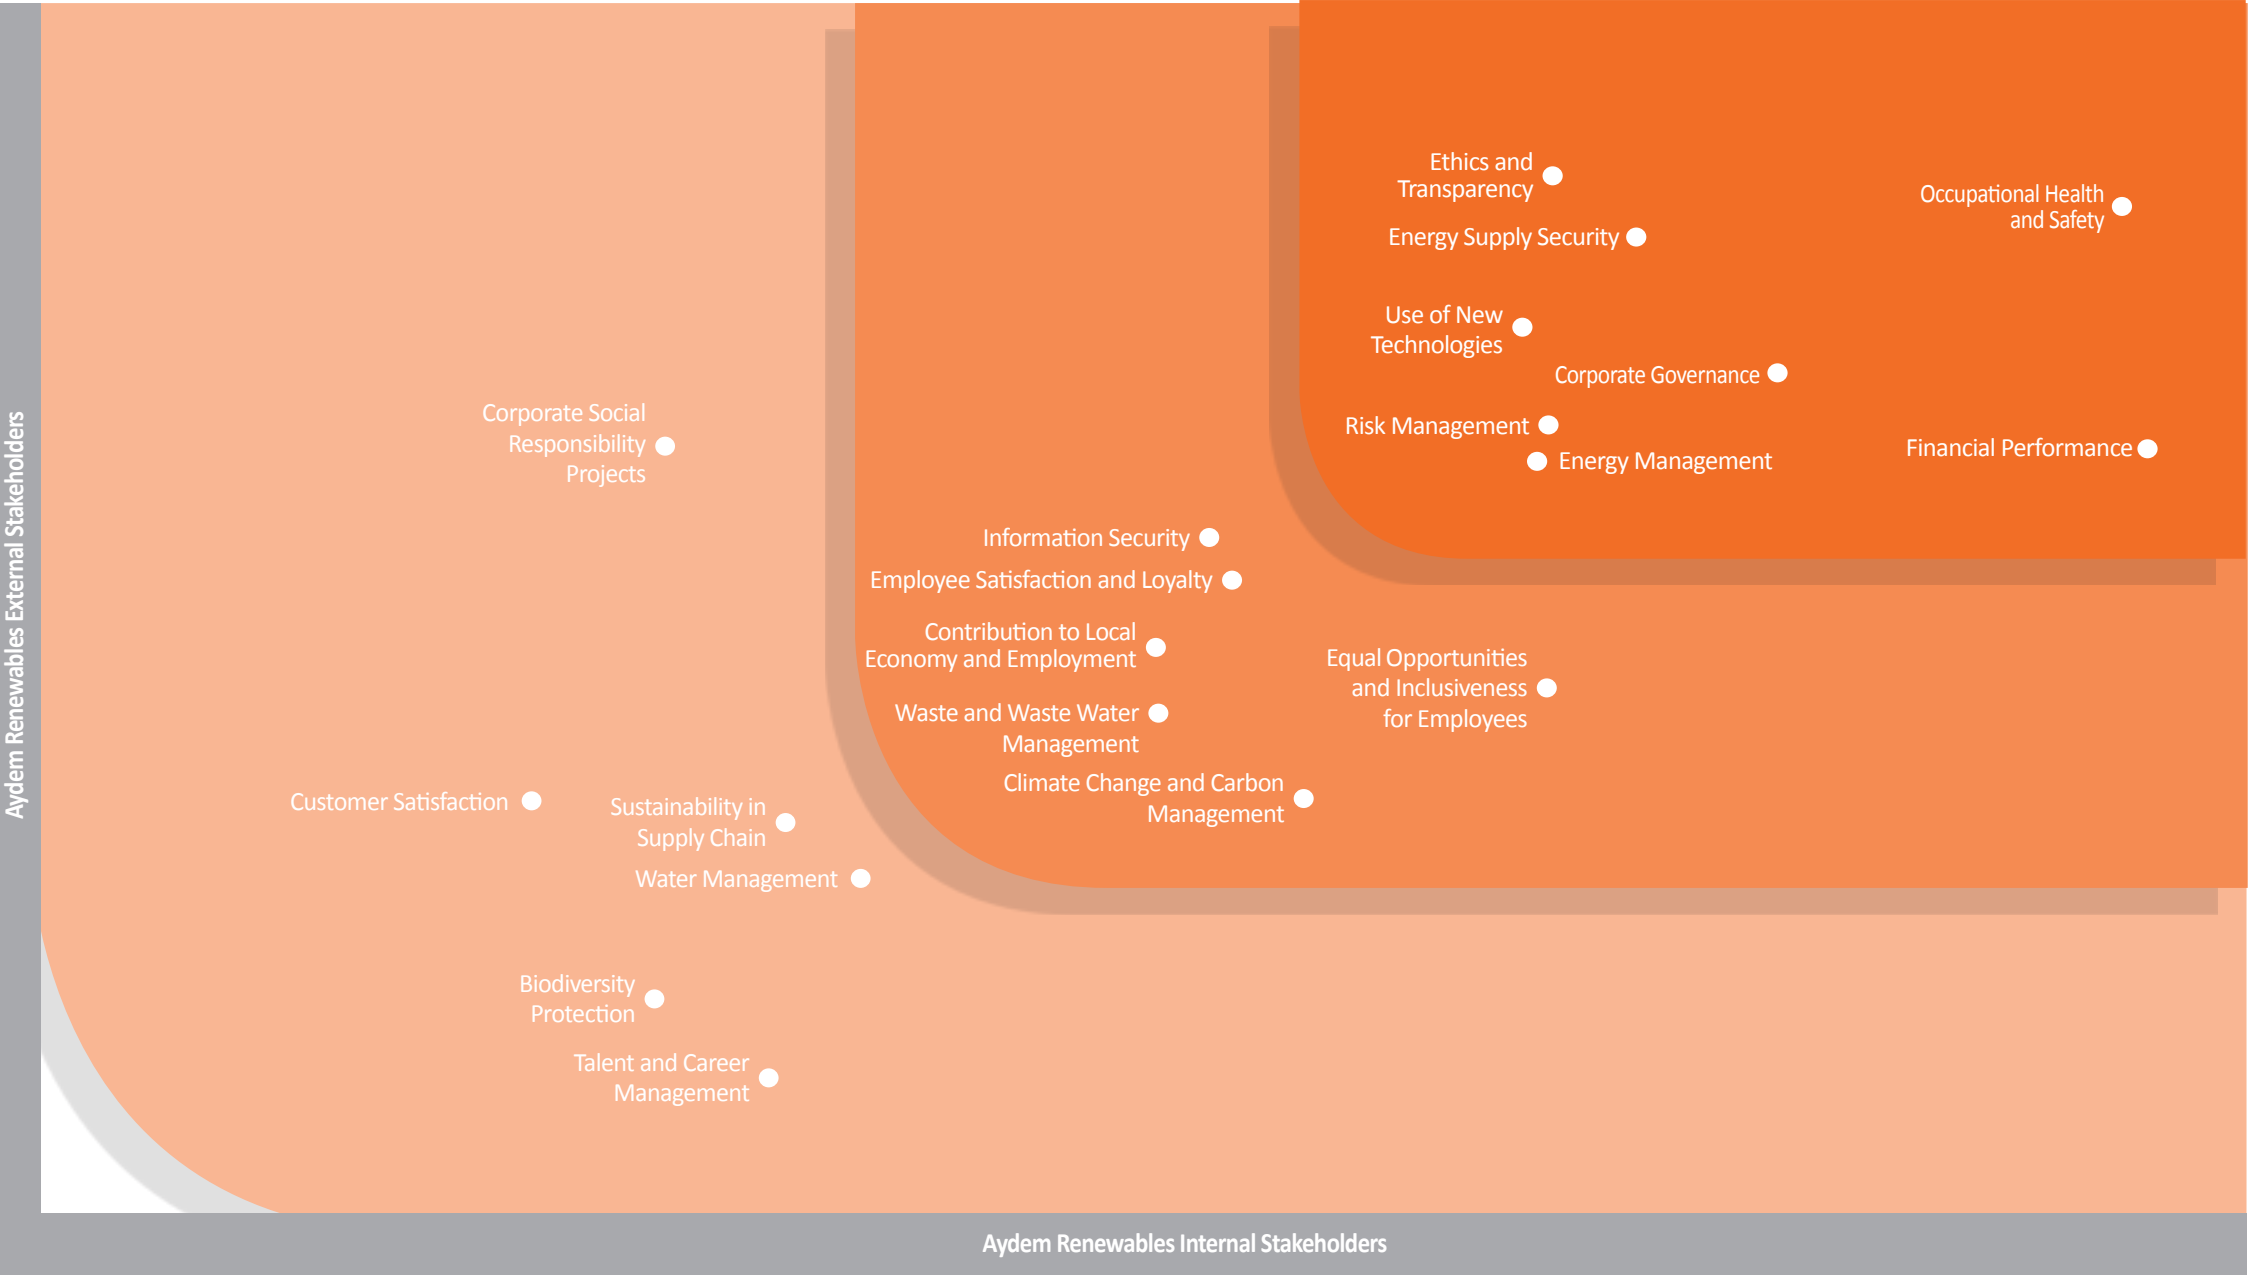 Aydem Renewables External Stakeholders
Ethics and
Transparency
Occupational Health
and Safety
Energy Supply Security
Use of New
Technologies
Corporate Governance
Risk Management
Energy Management
Financial Performance
Corporate Social
Responsibility
Projects
Information Security
Employee Satisfaction and Loyalty
Contribution to Local
Economy and Employment
Equal Opportunities
and Inclusiveness
for Employees
Waste and Waste Water
Management
Climate Change and Carbon
Management
Customer Satisfaction
Sustainability in
Supply Chain
Water Management
Biodiversity
Protection
Talent and Career
Management
Aydem Renewables Internal Stakeholders